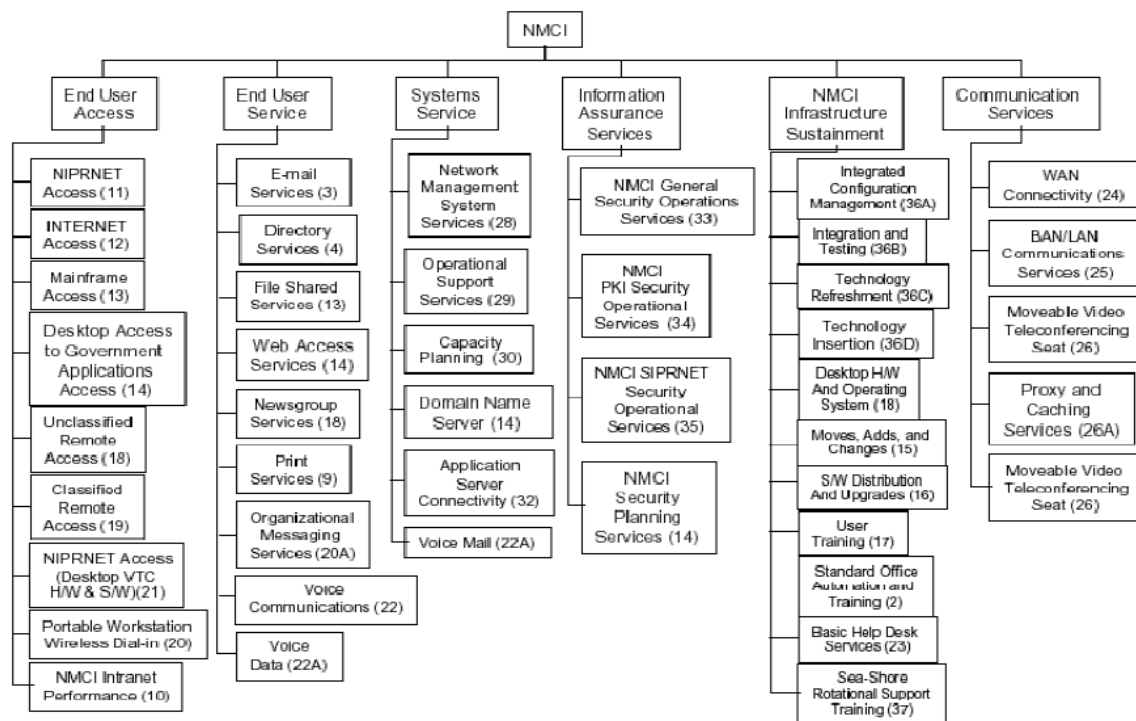 NMCI
End User
Access
NIPRNET
Access (11)
INTERNET
Access (12)
Mainframe
Access (13)
Desktop Access
to Government
Applications
Access (14)
Unclassified
Remote
Access (18)
Classified
Remote
Access (19)
NIPRNET Access
(Desktop VTC
H/W & S/W)(21)
Portable Workstation
Wireless Dial-in (20)
NMCI Intranet
Performance (10)
End User
Service
E-mail
Services (3)
Directory
Services (4)
File Shared
Services (13)
Web Access
Services (14)
Newsgroup
Services (18)
Print
Services (9)
Organizational
Messaging
Services (20A)
Voice
Communications (22)
Voice
Data (22A)
Systems
Service
Network
Management
System
Services (28)
Operational
Support
Services (29)
Capacity
Planning (30)
Domain Name
Server (14)
Application
Server
Connectivity (32)
Voice Mail (22A)
Information
Assurance
Services
NMCI General
Security Operations
Services (33)
NMCI
PKI Security
Operational
Services (34)
NMCI SIPRNET
Security
Operational
Services (35)
NMCI
Security
Planning
Services (14)
NMCI
Infrastructure
Sustainment
Integrated
Configuration
Management (36A)
Integration and
Testing (36B)
Technology
Refreshment (36C)
Technology
Insertion (36D)
Desktop H/W
And Operating
System (18)
Moves, Adds, and
Changes (15)
S/W Distribution
And Upgrades (16)
User
Training (17)
Standard Office
Automation and
Training (2)
Basic Help Desk
Services (23)
Sea-Shore
Rotational Support
Training (37)
Communication
Services
WAN
Connectivity (24)
BAN/LAN
Communications
Services (25)
Moveable Video
Teleconferencing
Seat (26)
Proxy and
Caching
Services (26A)
Moveable Video
Teleconferencing
Seat (26)